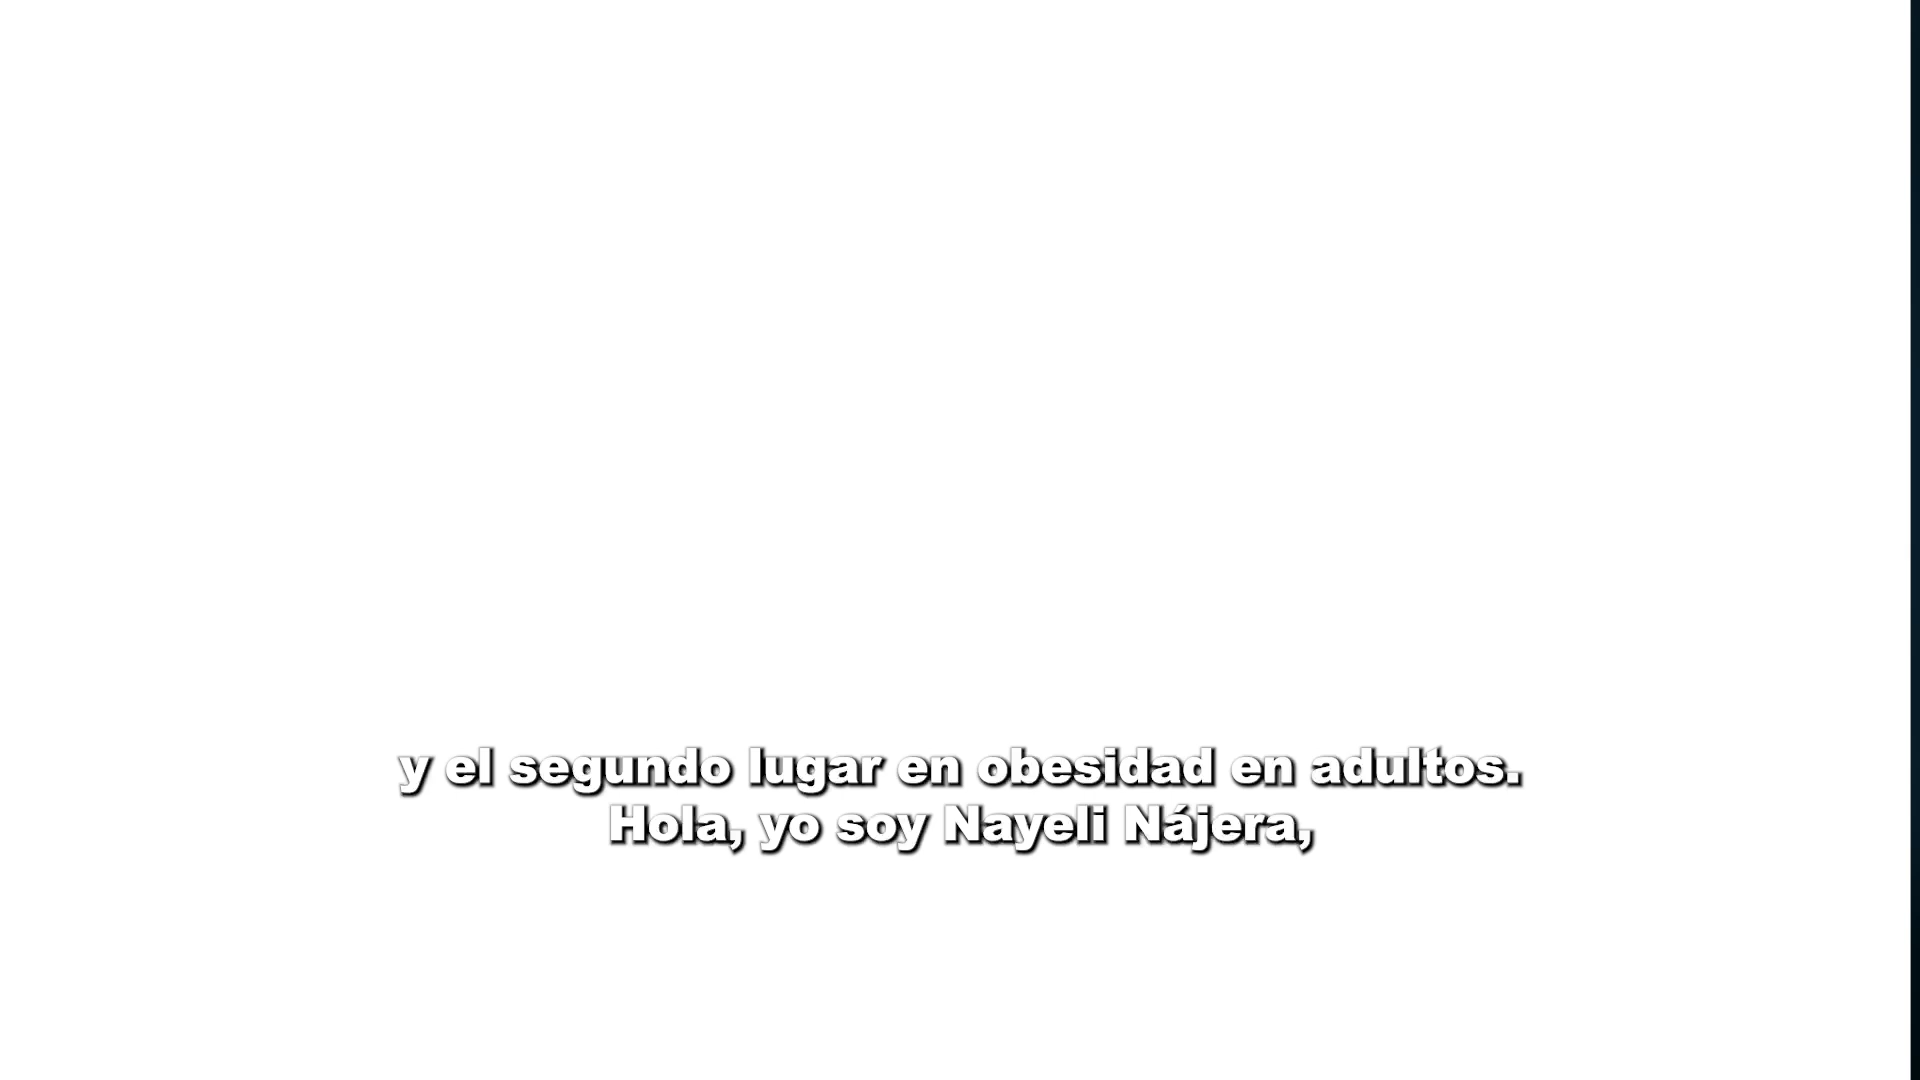 y el segundo lugar en obesidad en adultos.
Hola, yo soy Nayeli Nájera,